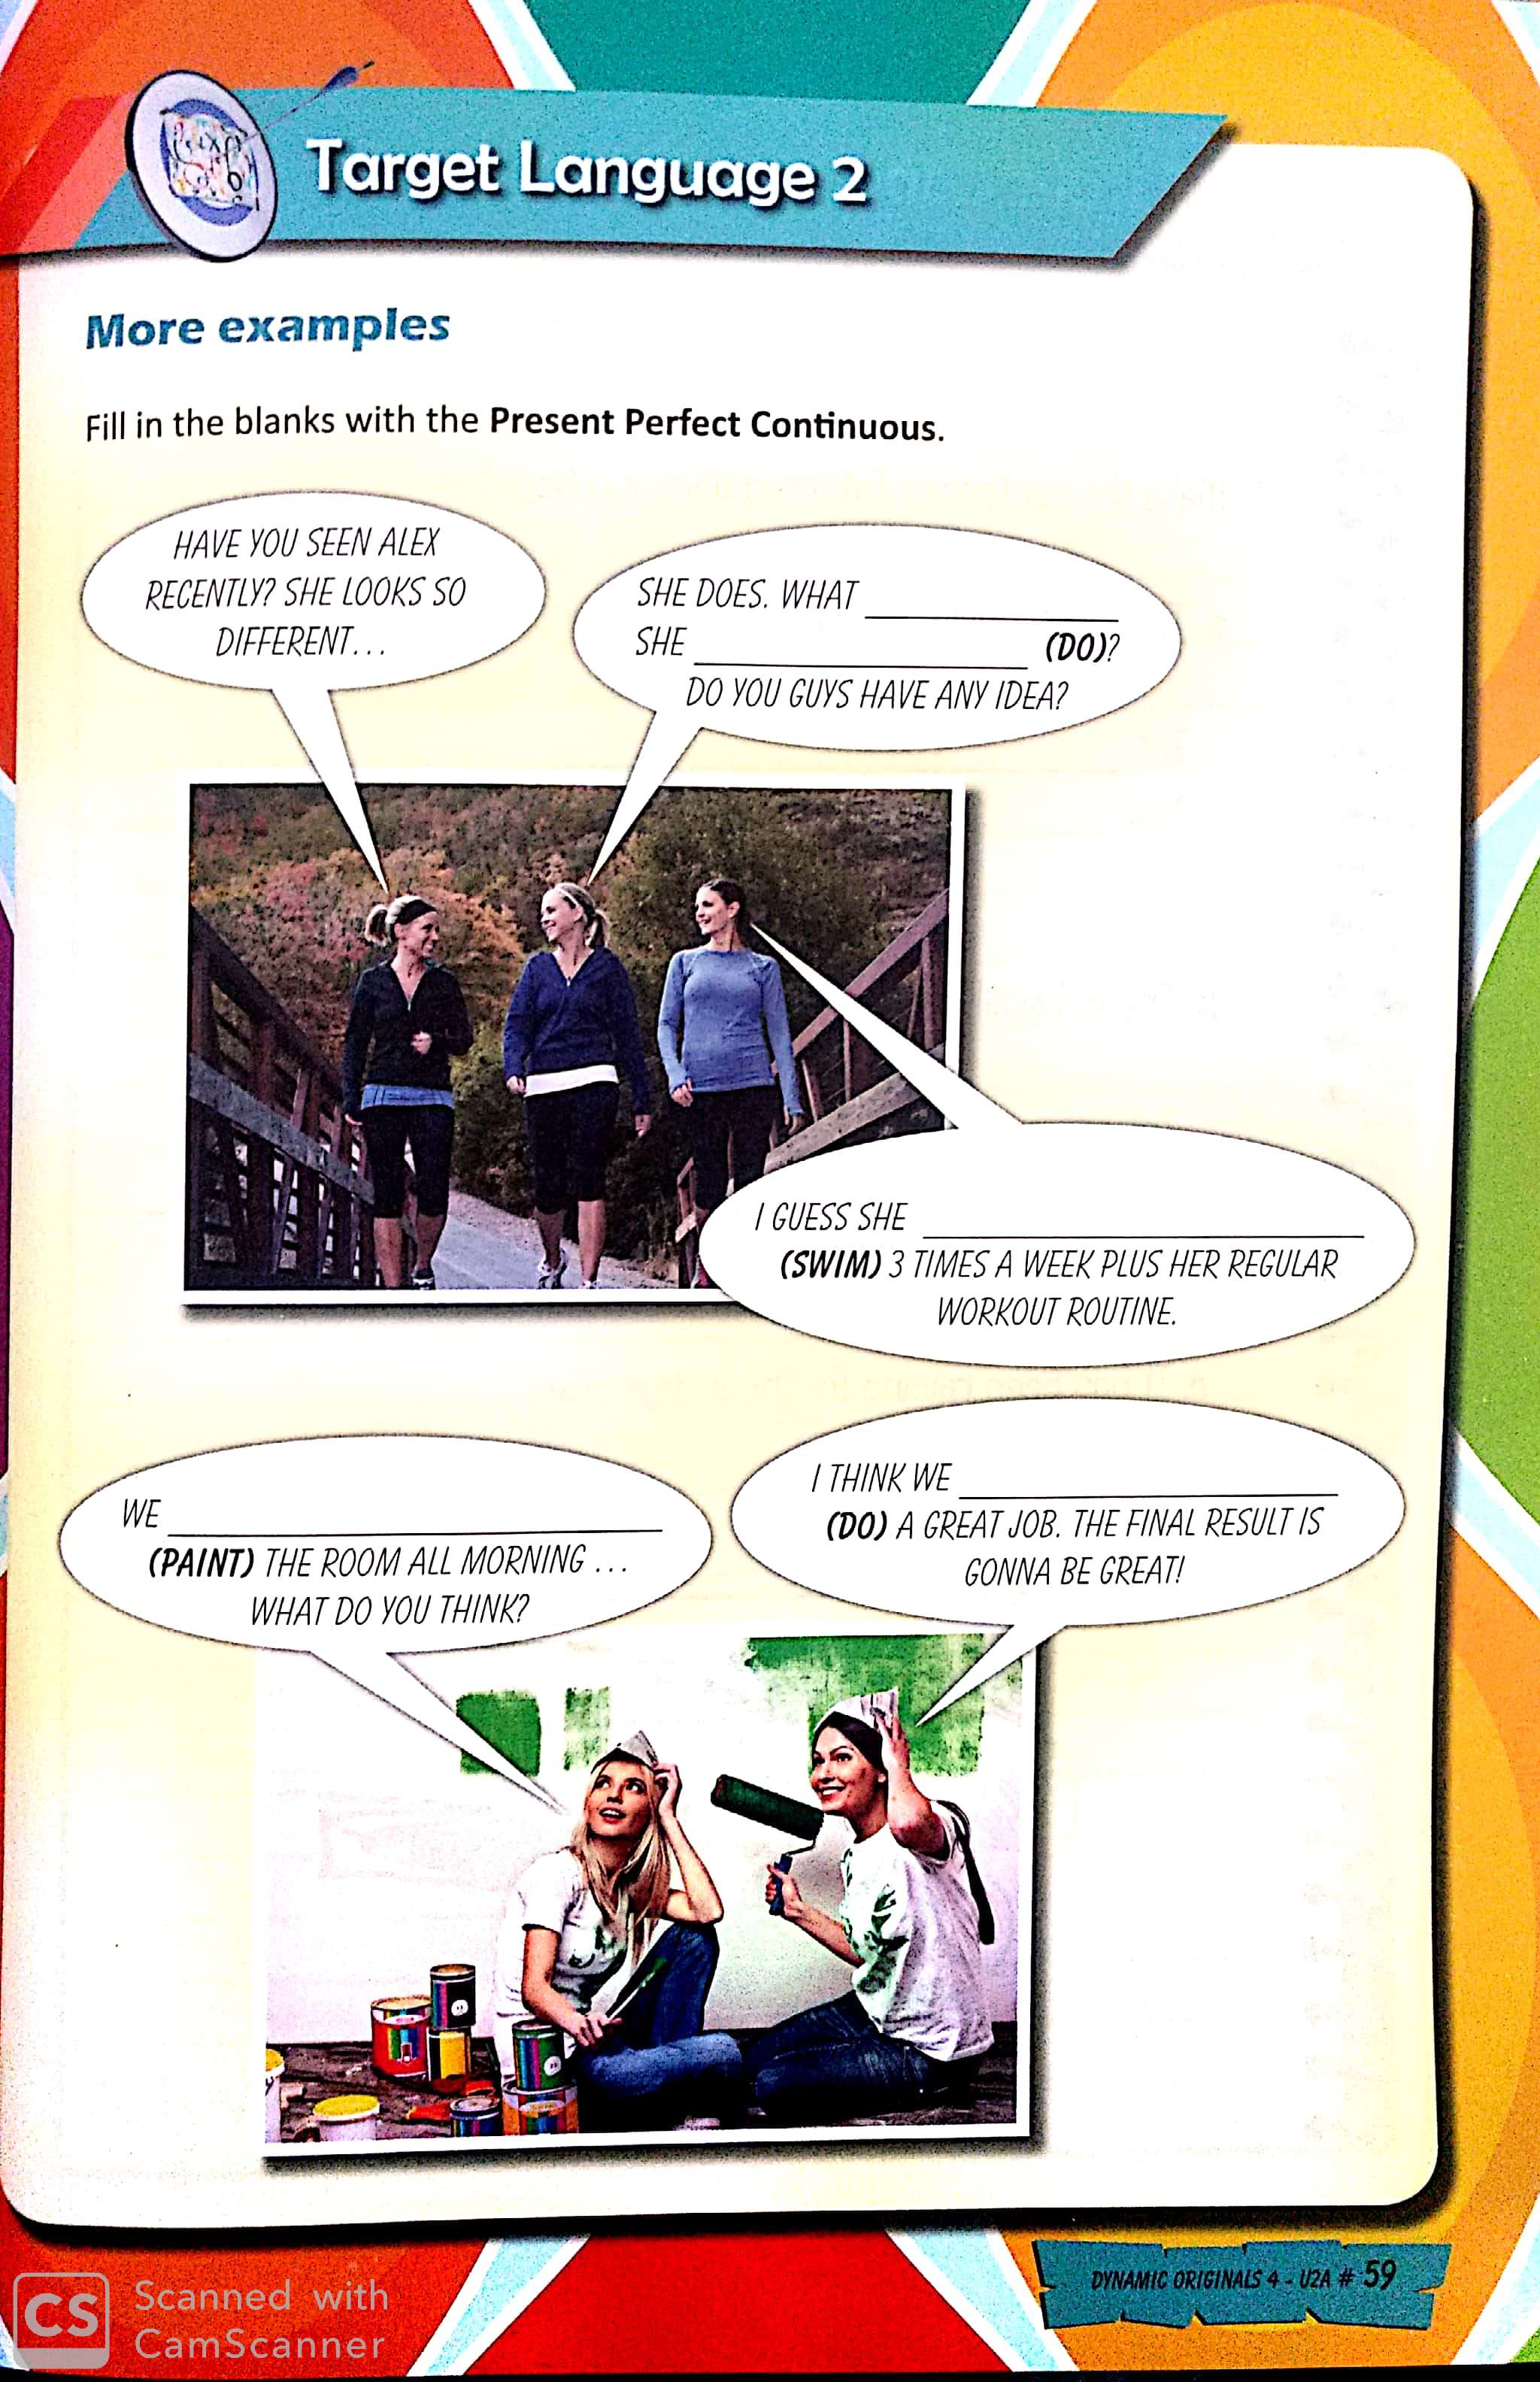 Target Language 2
More examples
Fill in the blanks with the Present Perfect Continuous.
HAVE YOU SEEN ALEX
RECENTLY? SHE LOOKS SO
DIFFERENT...
SHE DOES. WHAT ____________
SHE ____________ (DO)?
DO YOU GUYS HAVE ANY IDEA?
I GUESS SHE ____________
(SWIM) 3 TIMES A WEEK PLUS HER REGULAR
WORKOUT ROUTINE.
WE ____________
(PAINT) THE ROOM ALL MORNING ...
WHAT DO YOU THINK?
I THINK WE ____________
(DO) A GREAT JOB. THE FINAL RESULT IS
GONNA BE GREAT!
DYNAMIC ORIGINALS 4 - U2A # 59
CS Scanned with
CamScanner